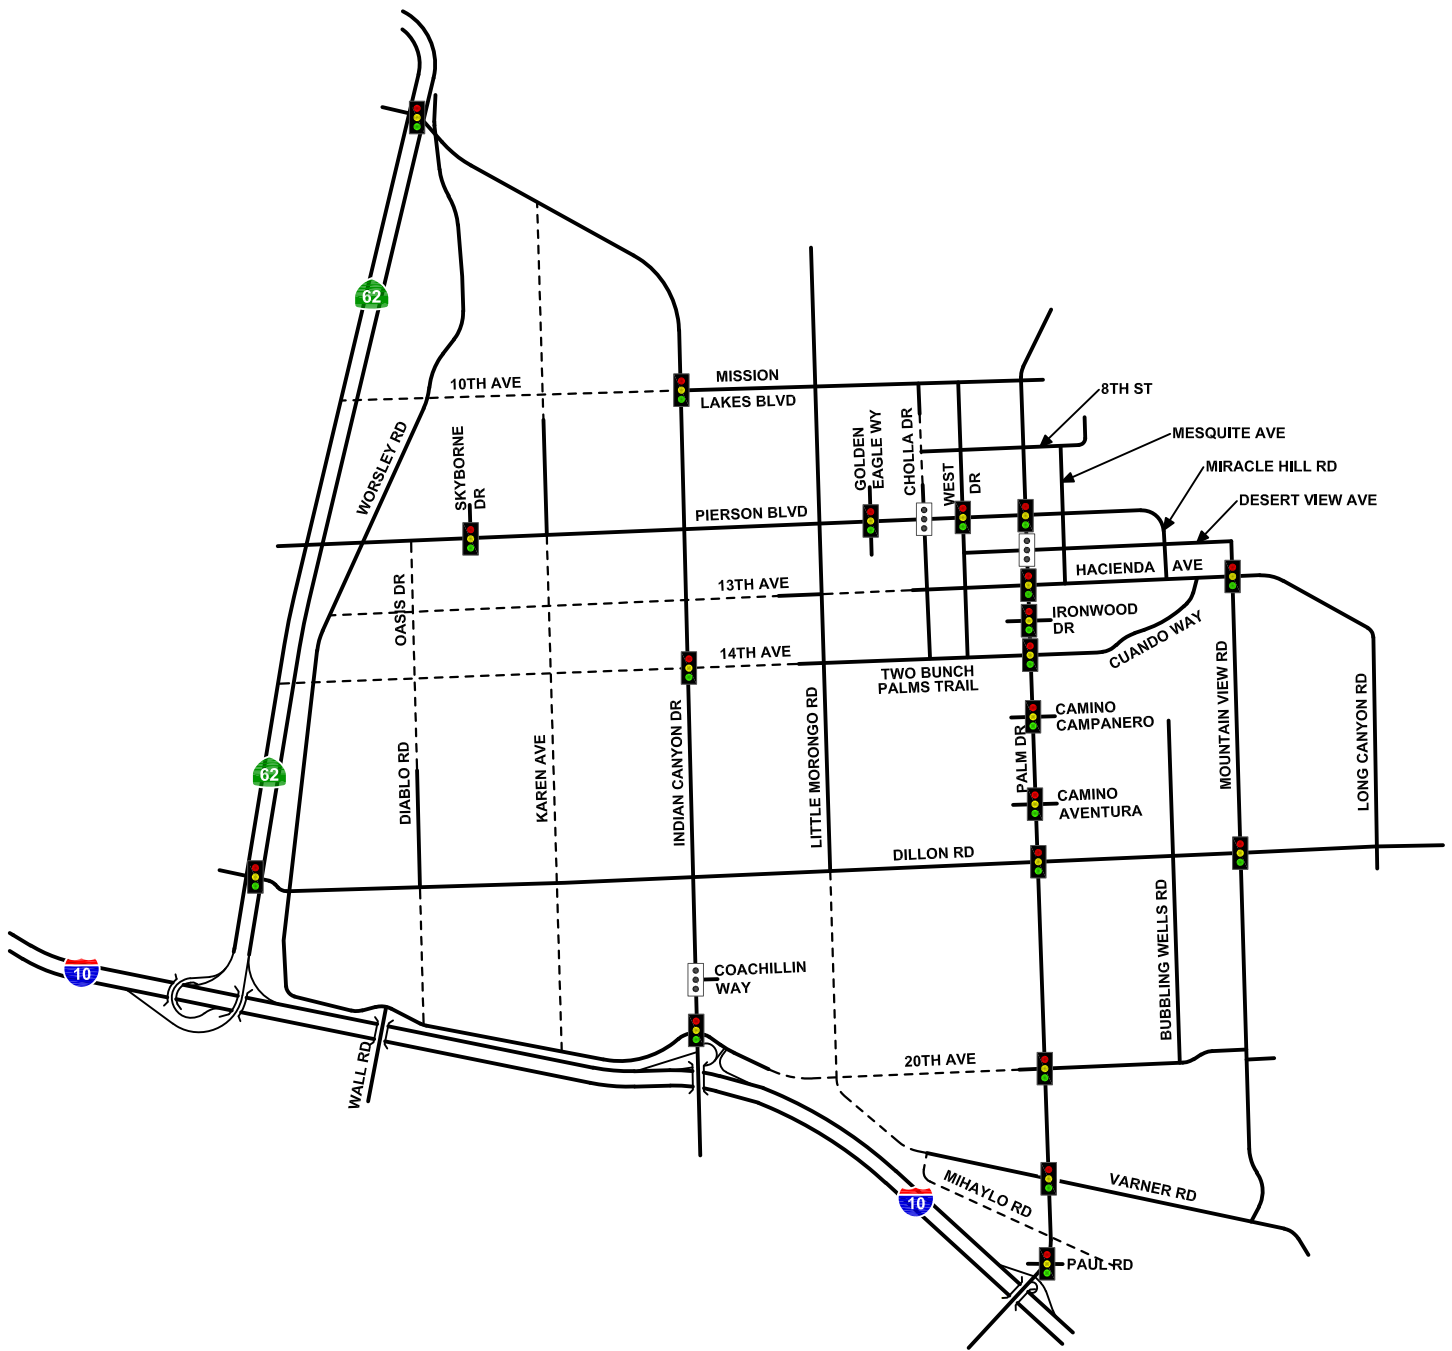 62
10TH AVE
MISSION
LAKES BLVD
8TH ST
MESQUITE AVE
MIRACLE HILL RD
DESERT VIEW AVE
WORSLEY RD
SKYBORNE
DR
GOLDEN
EAGLE WY
CHOLLA DR
WEST
DR
PIERSON BLVD
HACIENDA AVE
13TH AVE
OASIS DR
IRONWOOD
DR
CUANDO WAY
14TH AVE
TWO BUNCH
PALMS TRAIL
CAMINO
CAMPANERO
PALM DR
MOUNTAIN VIEW RD
LONG CANYON RD
62
DIABLO RD
KAREN AVE
INDIAN CANYON DR
LITTLE MORONGO RD
CAMINO
AVENTURA
DILLON RD
BUBBLING WELLS RD
10
COACHILLIN
WAY
WALL RD
20TH AVE
MIHAYLO RD
VARNER RD
10
PAUL RD